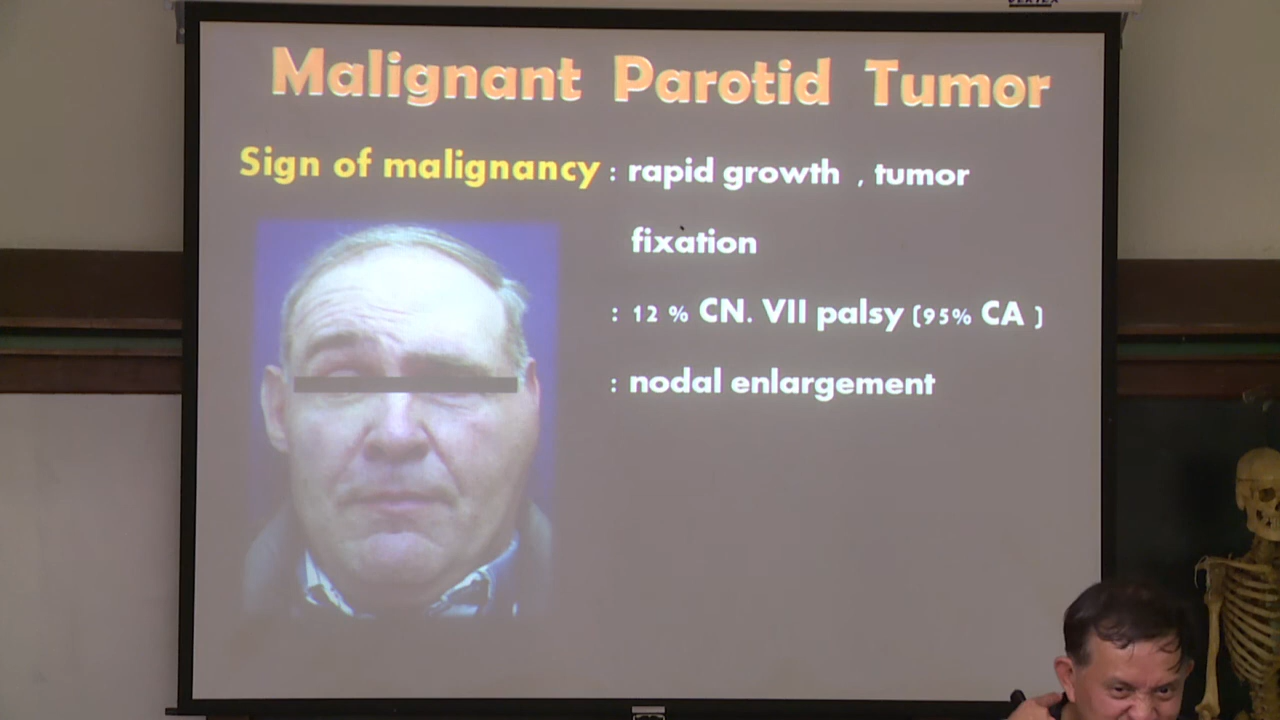 Malignant Parotid Tumor
Sign of malignancy : rapid growth , tumor
fixation
: 12 % CN. VII palsy (95% CA )
: nodal enlargement